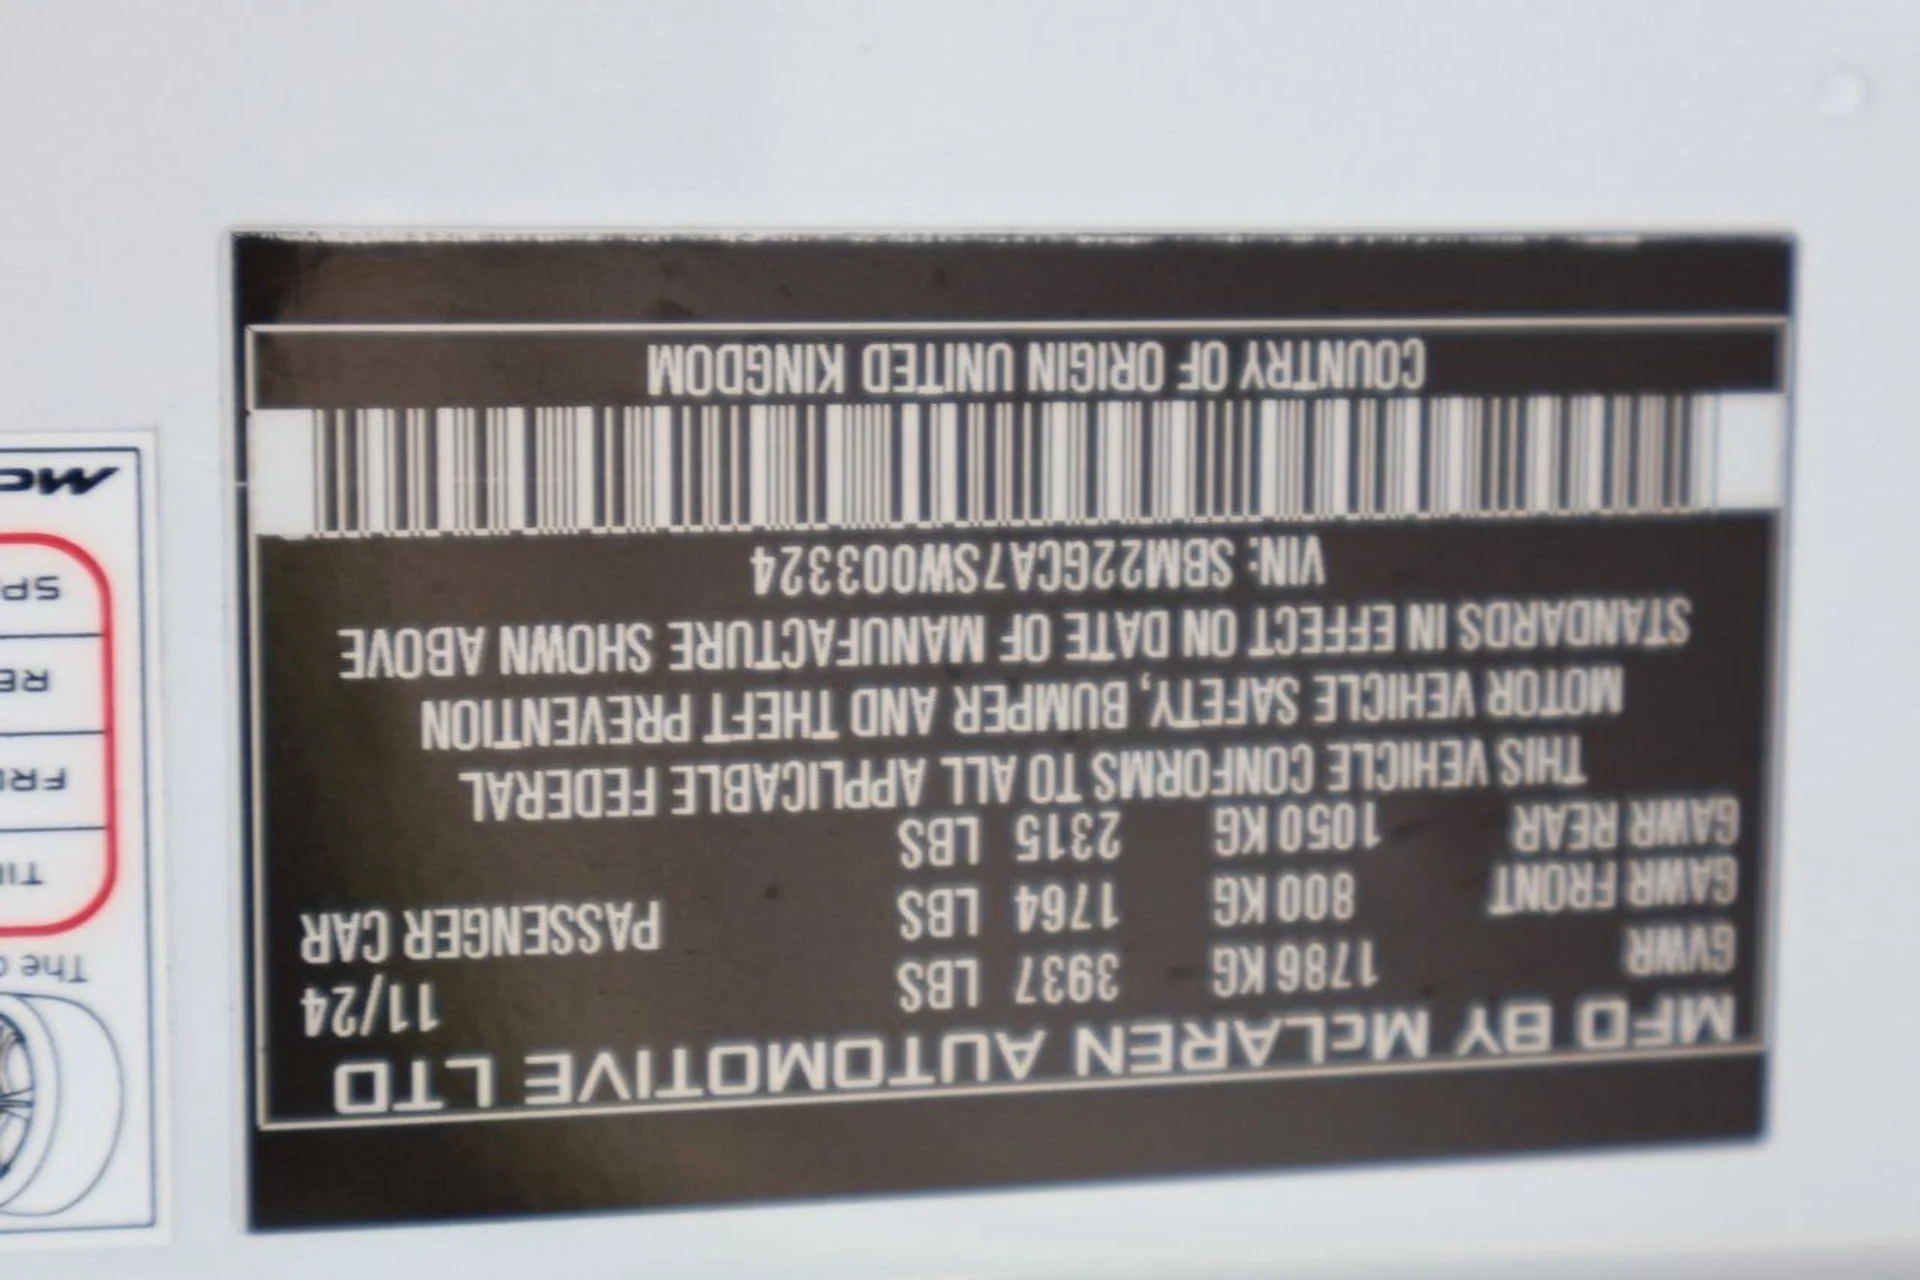 MFD BY McLAREN AUTOMOTIVE LTD
GVWR 1786 KG 3937 LBS 11/24
GAWR FRONT 800 KG 1764 LBS PASSENGER CAR
GAWR REAR 1050 KG 2315 LBS
THIS VEHICLE CONFORMS TO ALL APPLICABLE FEDERAL
MOTOR VEHICLE SAFETY, BUMPER AND THEFT PREVENTION
STANDARDS IN EFFECT ON DATE OF MANUFACTURE SHOWN ABOVE
VIN: SBM22GCA7SW003324
COUNTRY OF ORIGIN UNITED KINGDOM
The